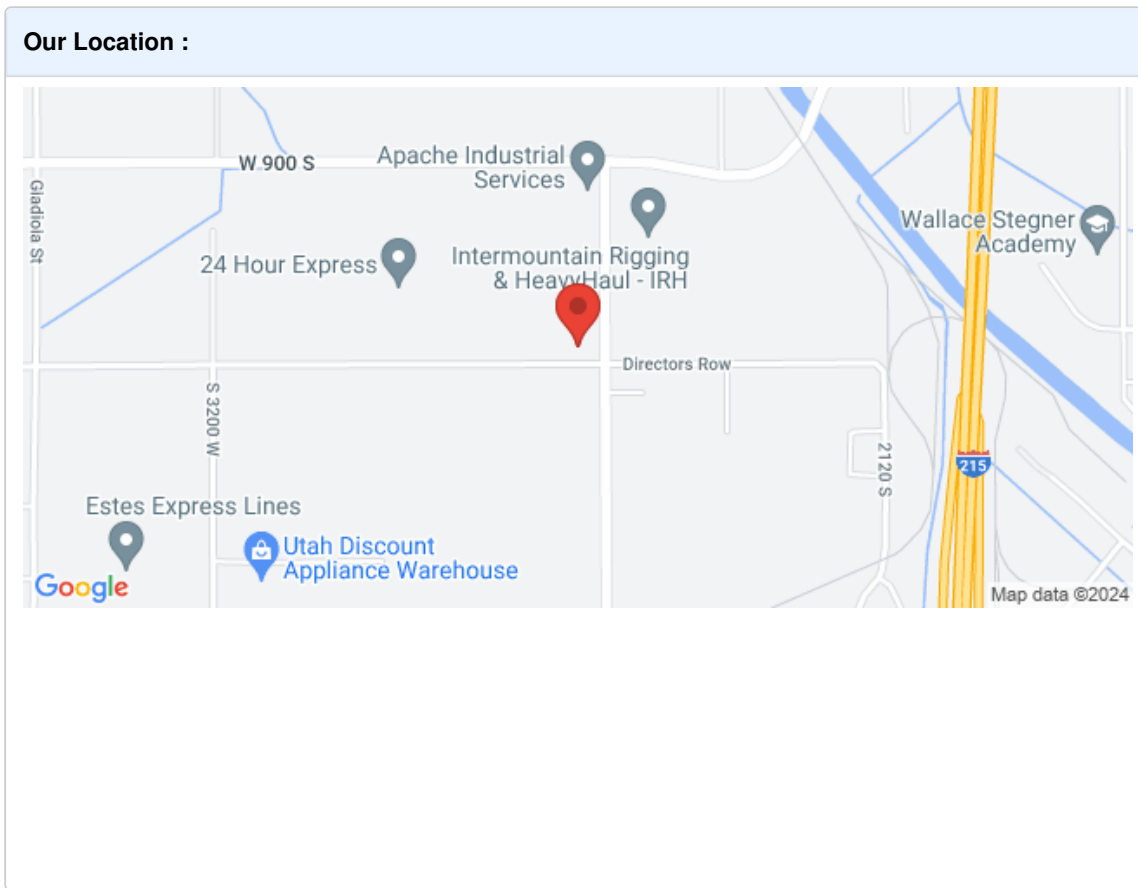 Our Location :
W 900 S
Apache Industrial
Services
Gladiola St
Wallace Stegner
Academy
24 Hour Express
Intermountain Rigging
& HeavyHaul - IRH
Directors Row
S 3200 W
2120 S
215
Estes Express Lines
Utah Discount
Appliance Warehouse
Google
Map data ©2024